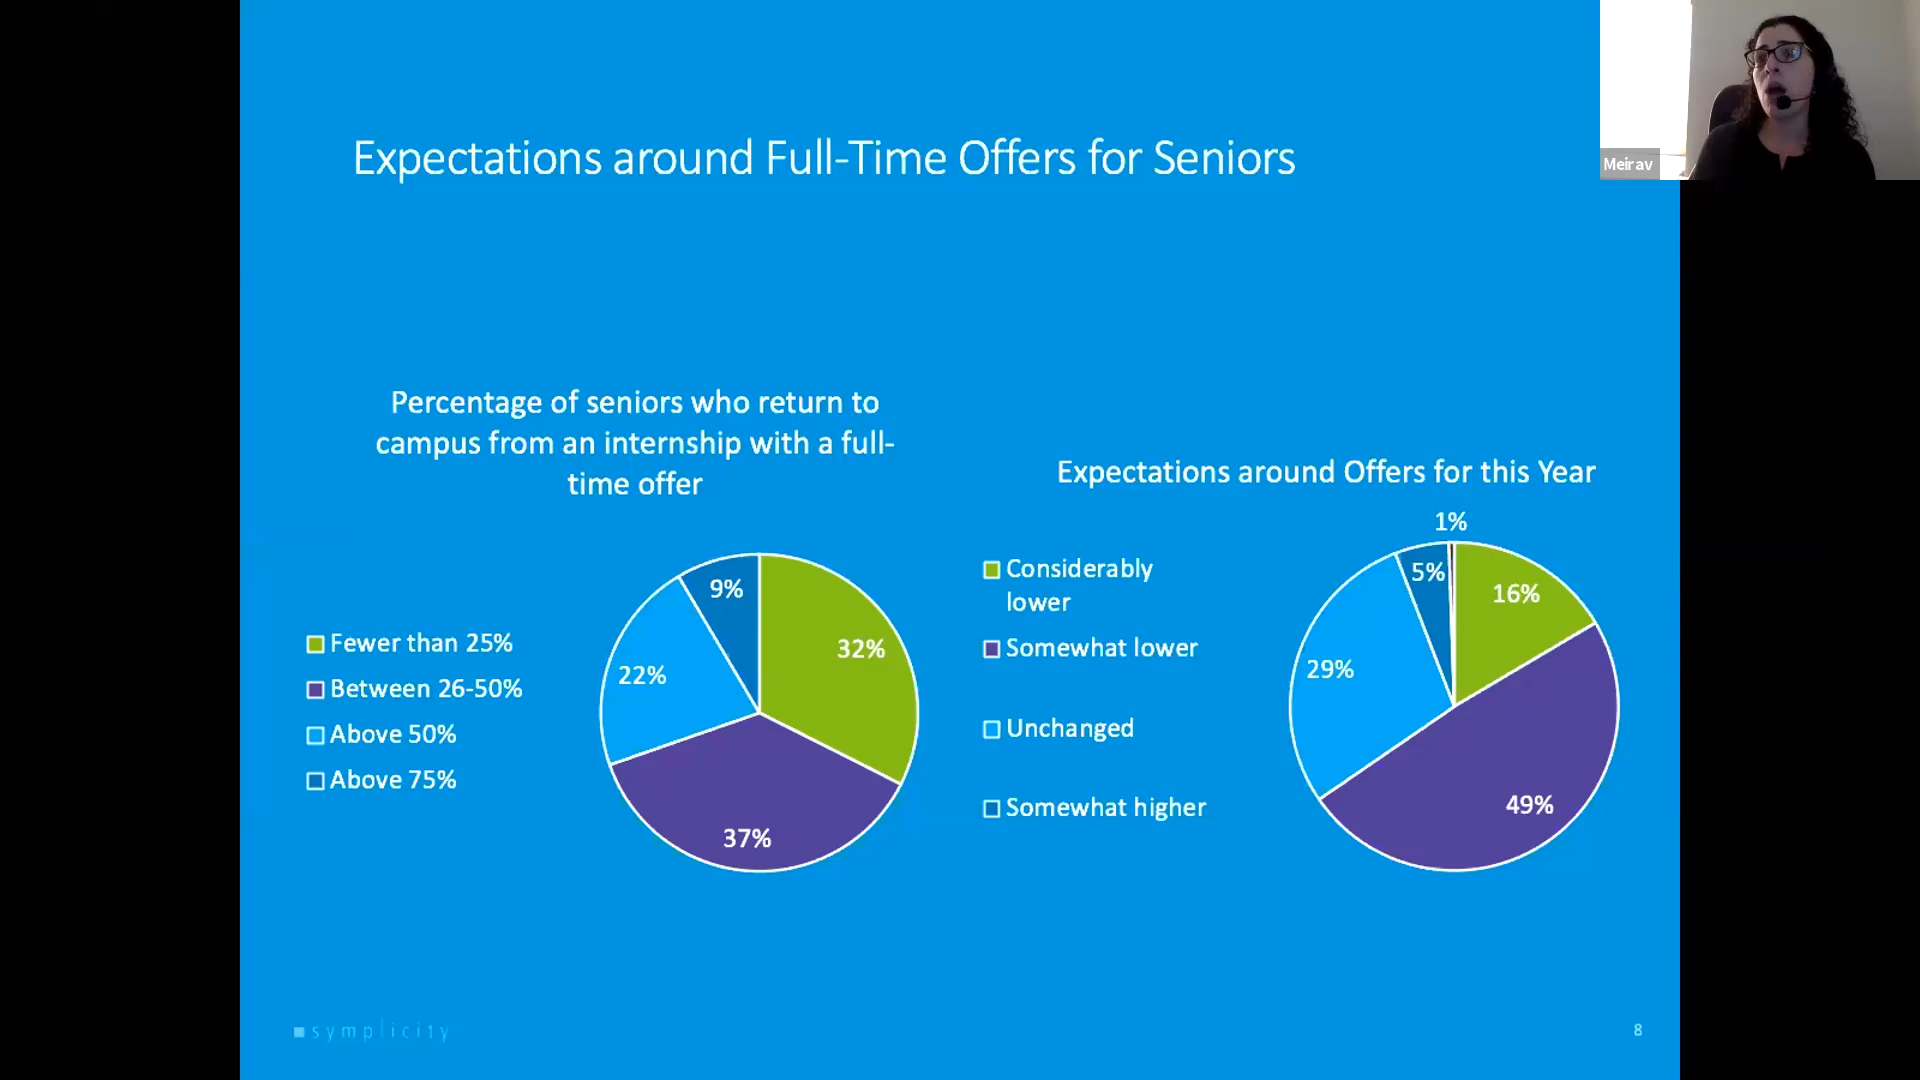 Expectations around Full-Time Offers for Seniors
Meirav
Percentage of seniors who return to
campus from an internship with a full-
time offer
Fewer than 25%
Between 26-50%
Above 50%
Above 75%
9%
32%
22%
37%
Expectations around Offers for this Year
Considerably
lower
Somewhat lower
Unchanged
Somewhat higher
1%
5%
16%
29%
49%
symplicity
8